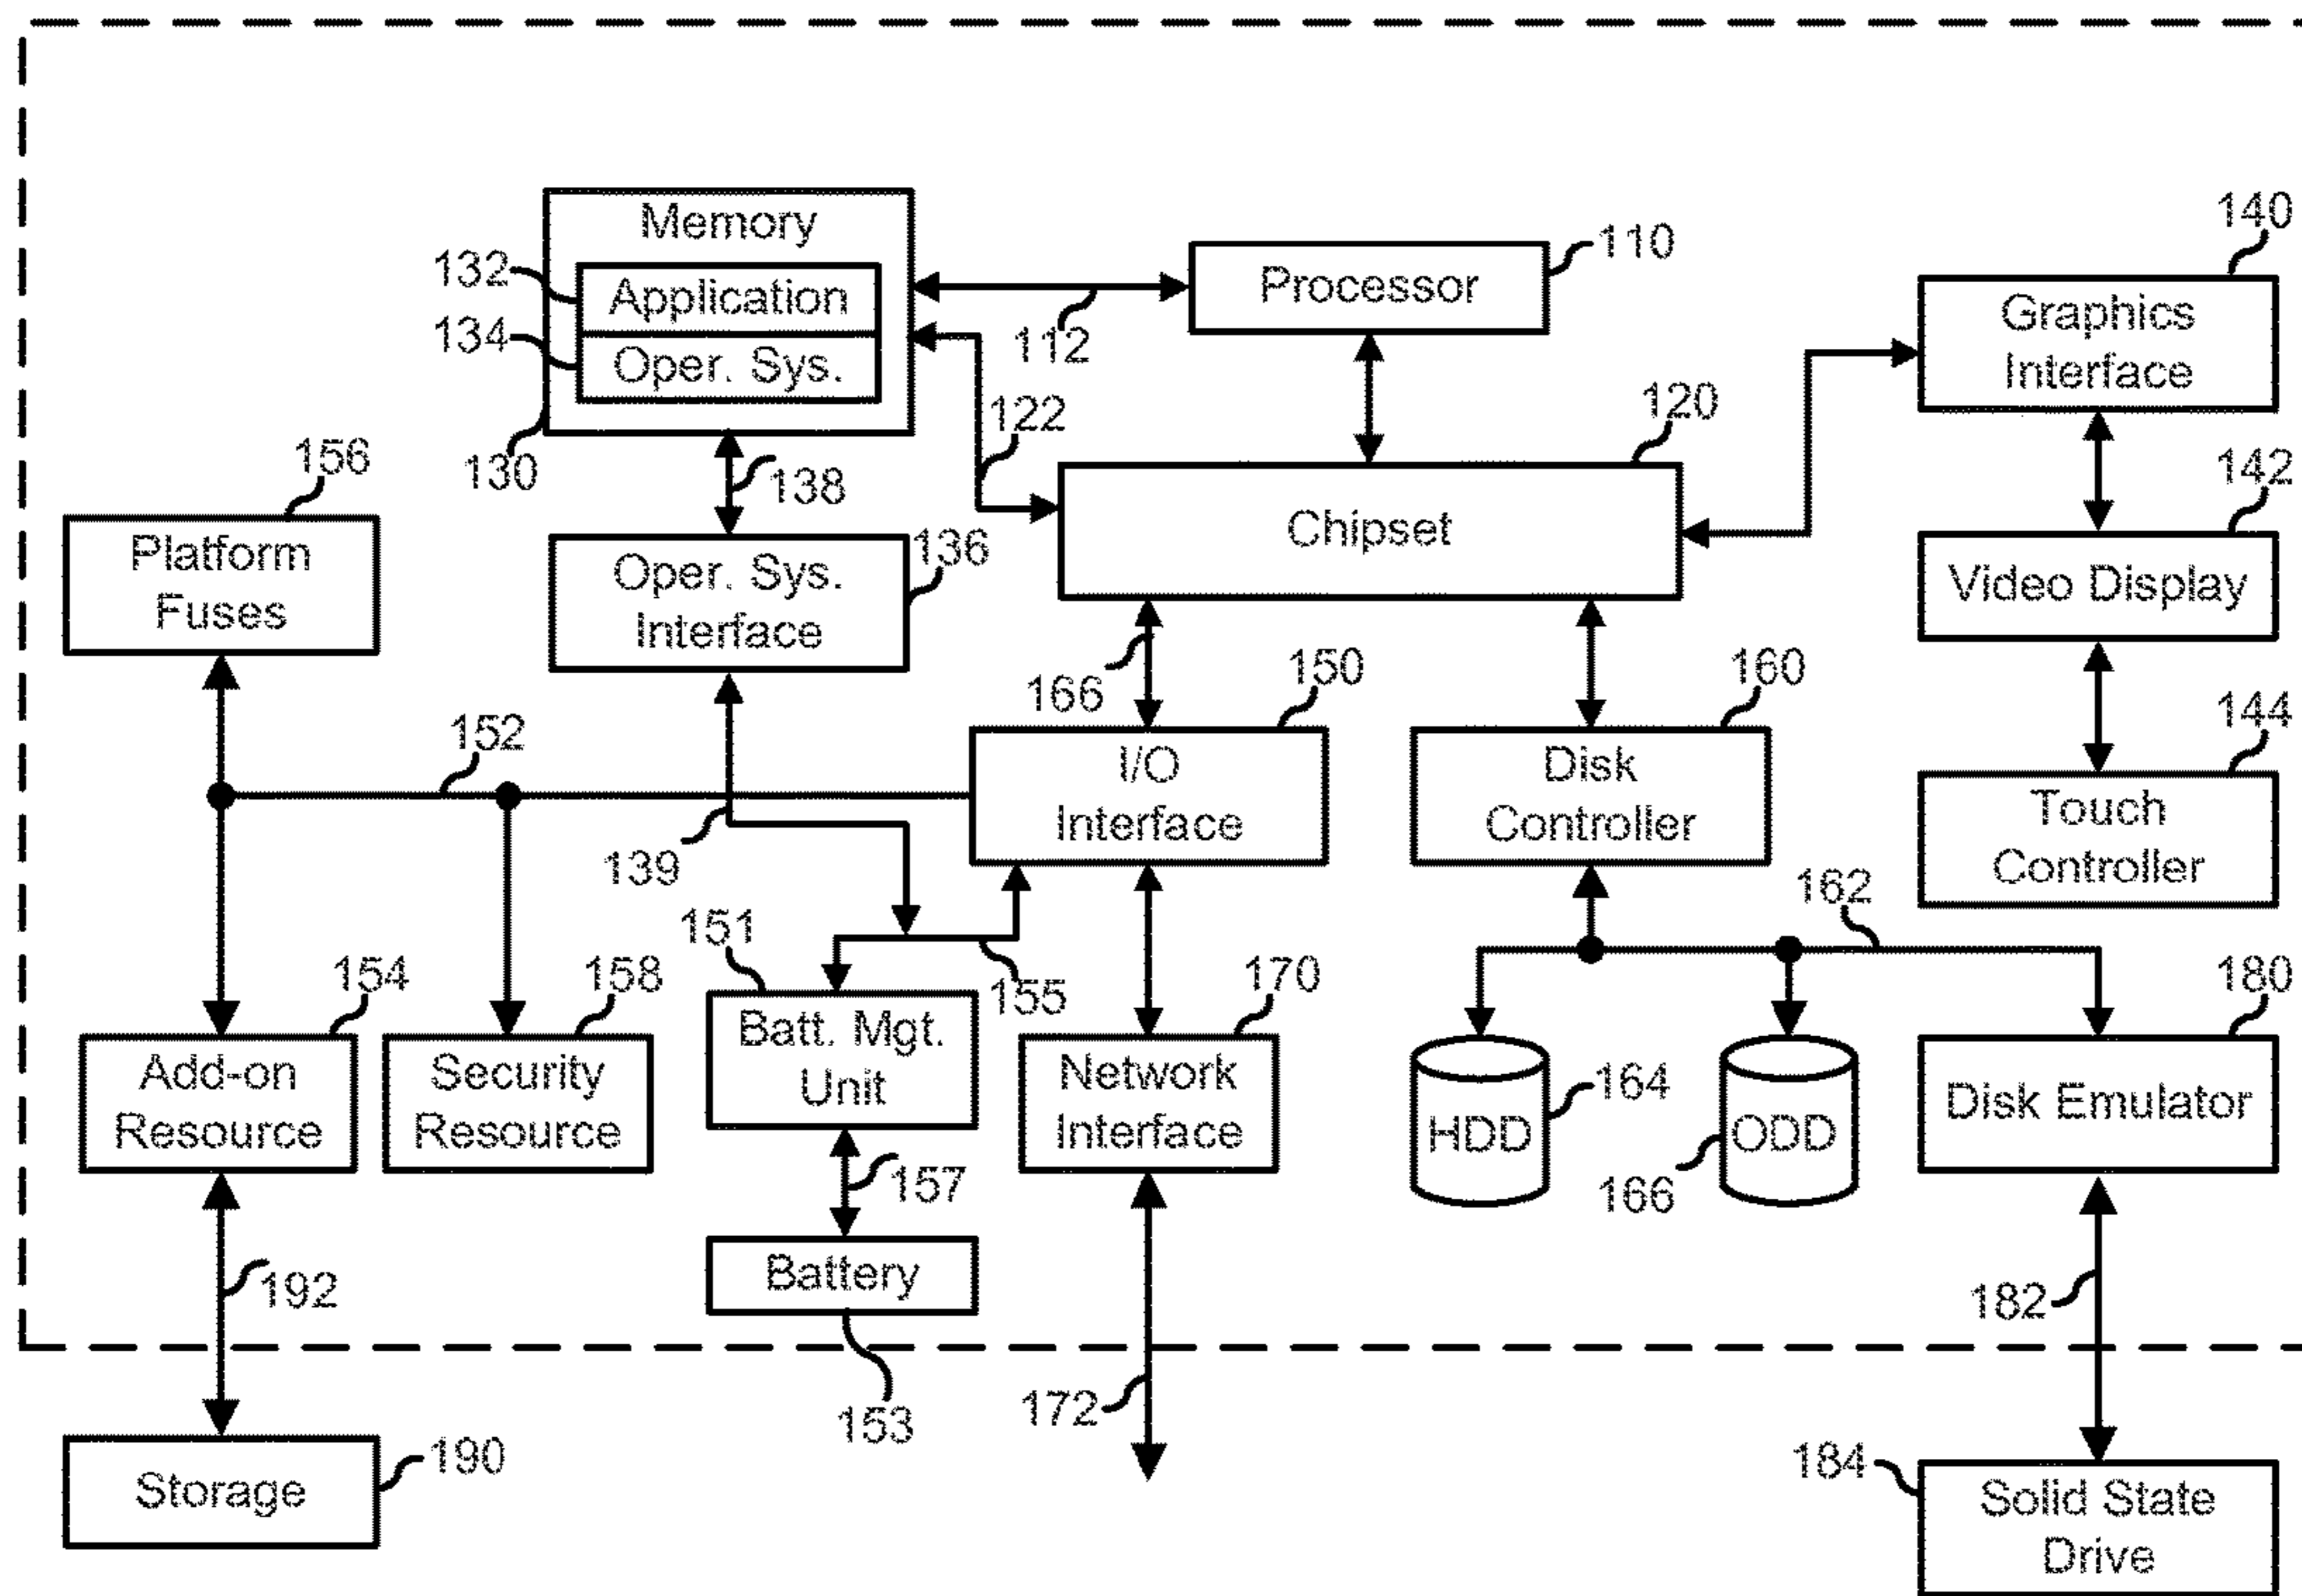 Memory
132
Application
134
Oper. Sys.
130
112
Processor
110
140
Graphics
Interface
122
120
Chipset
138
156
Platform
Fuses
136
Oper. Sys.
Interface
142
Video Display
166
150
I/O
Interface
160
Disk
Controller
144
Touch
Controller
152
139
162
151
Batt. Mgt.
Unit
155
154
Add-on
Resource
158
Security
Resource
170
Network
Interface
164
HDD
166
ODD
180
Disk Emulator
157
Battery
153
192
172
182
Storage
190
184
Solid State
Drive